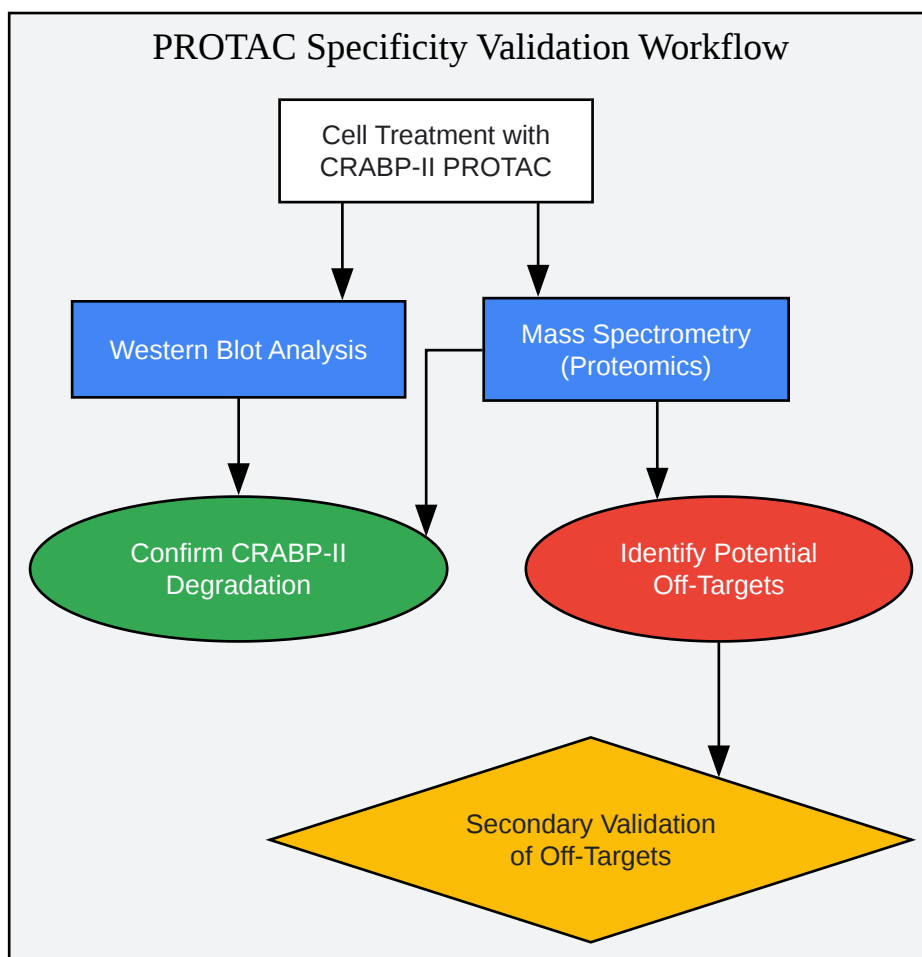 PROTAC Specificity Validation Workflow
Cell Treatment with
CRABP-II PROTAC
Western Blot Analysis
Mass Spectrometry
(Proteomics)
Confirm CRABP-II
Degradation
Identify Potential
Off-Targets
Secondary Validation
of Off-Targets